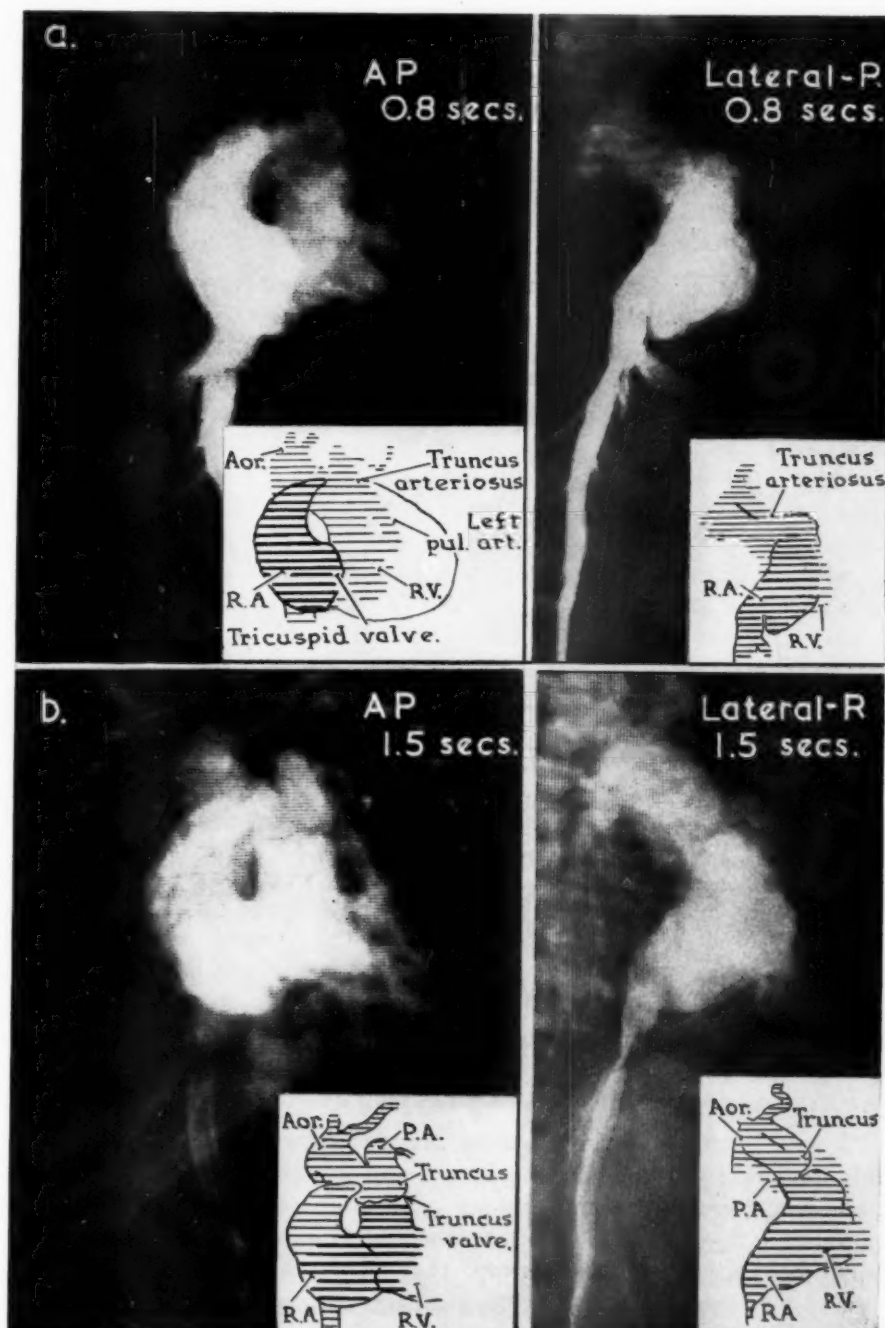 a.
AP
0.8 secs.
Lateral-P.
0.8 secs.
Aor.
Truncus
arteriosus
Left
pul. art.
R.A
R.V.
Tricuspid valve.
Truncus
arteriosus
R.A.
R.V.
b.
AP
1.5 secs.
Lateral-R
1.5 secs.
Aor.
P.A.
Truncus
Truncus
valve.
R.A
R.V.
Aor.
Truncus
P.A
R.V.
R.A